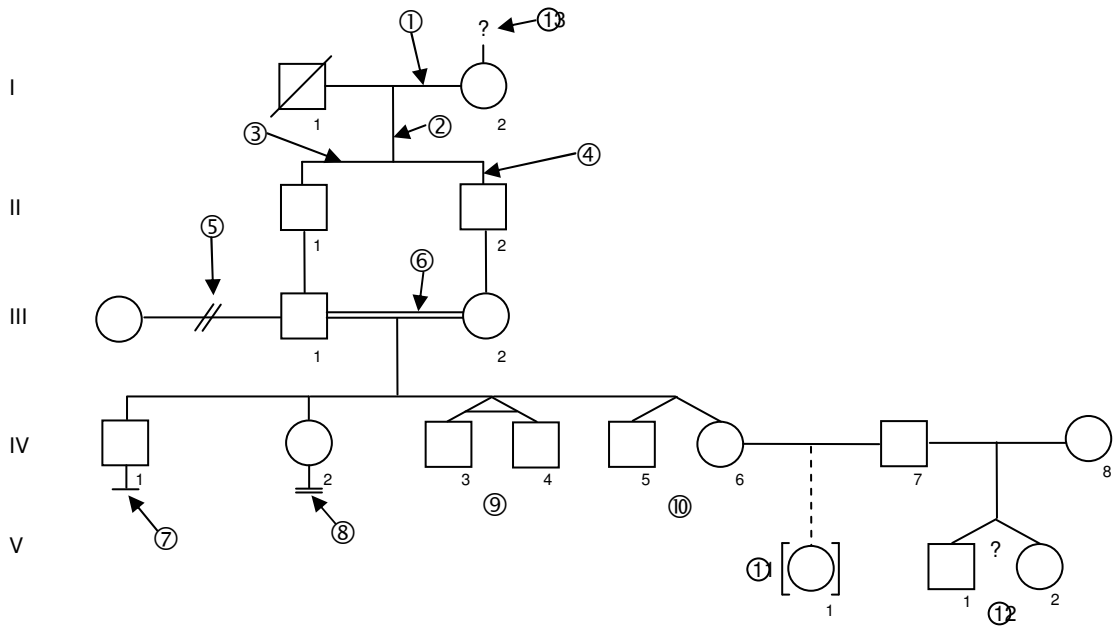 ① ? ⑬
I
1 ② 2
③ ④
II
⑤ 1 2
⑥
III
1 2
IV
1 2 3 4 5 6 7 8
⑦ ⑧ ⑨ ⑩
V
⑪ 1 ? 1 2
⑫